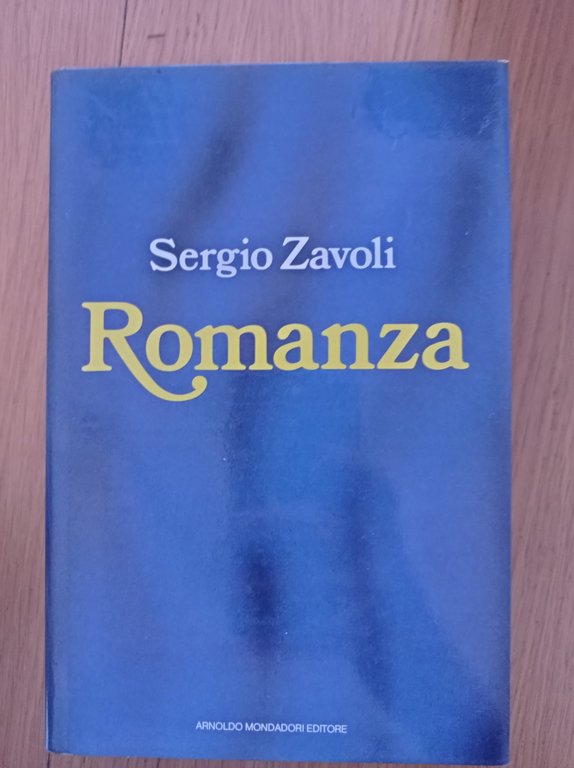 Sergio Zavoli
Romanza
ARNOLDO MONDADORI EDITORE